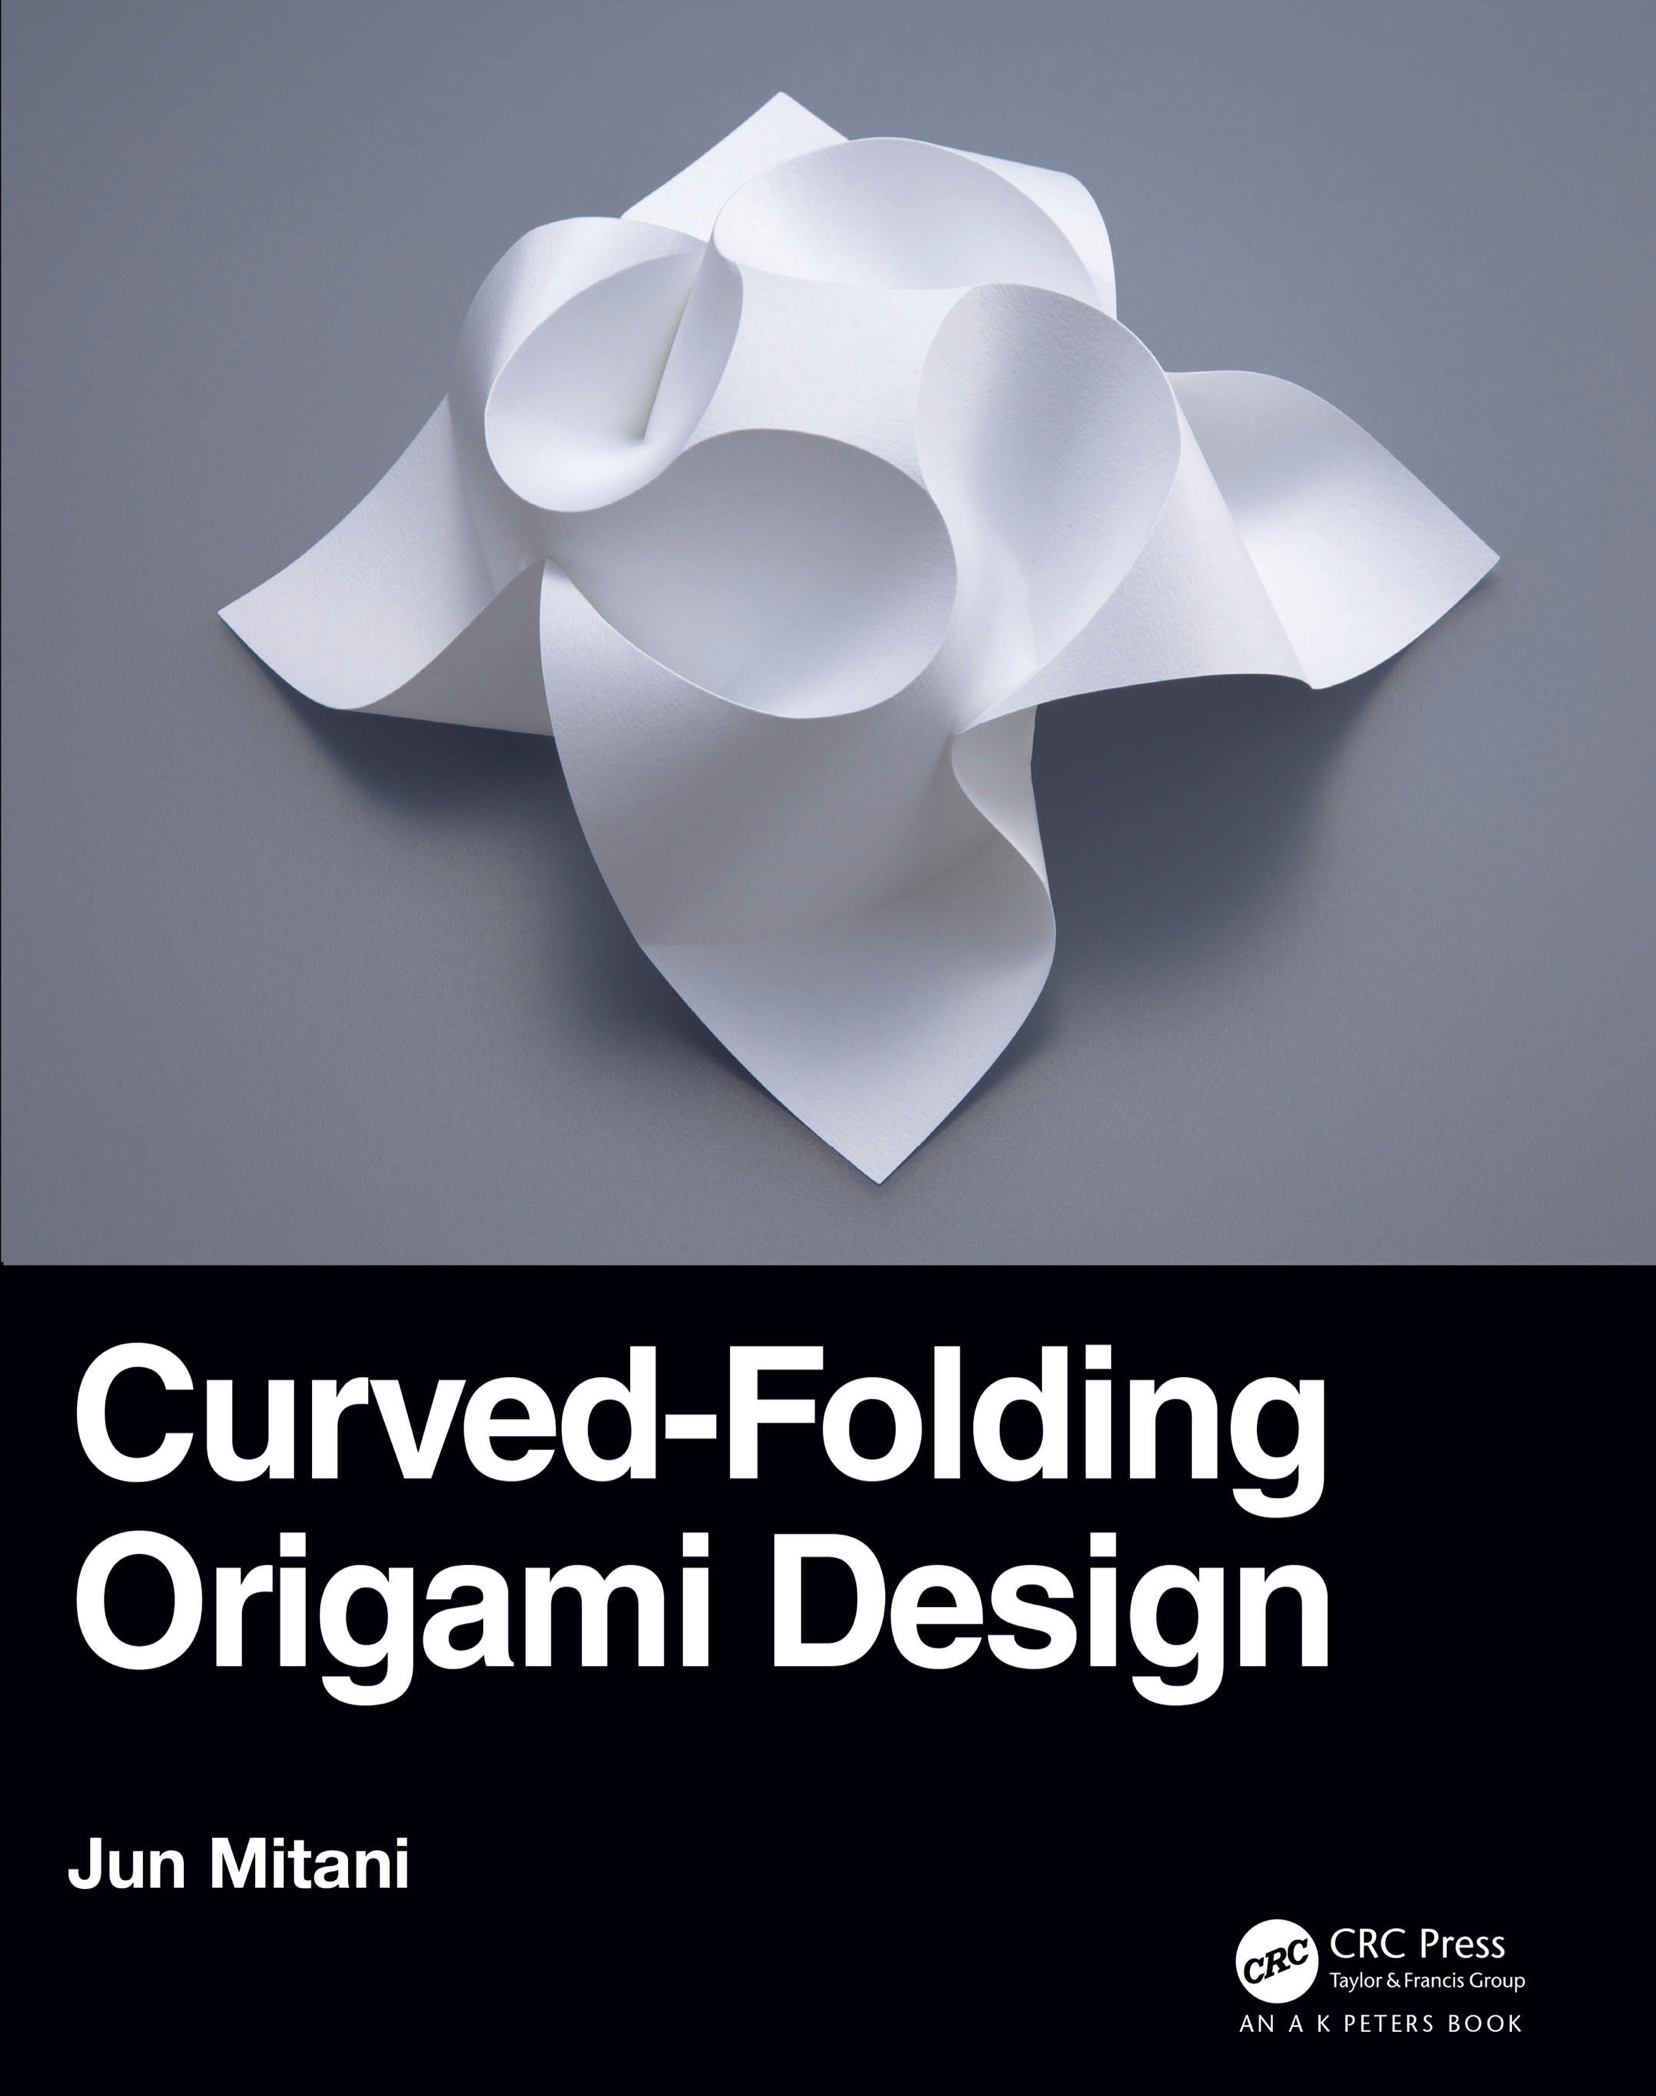 Curved-Folding
Origami Design
Jun Mitani
CRC
CRC Press
Taylor & Francis Group
AN A K PETERS BOOK